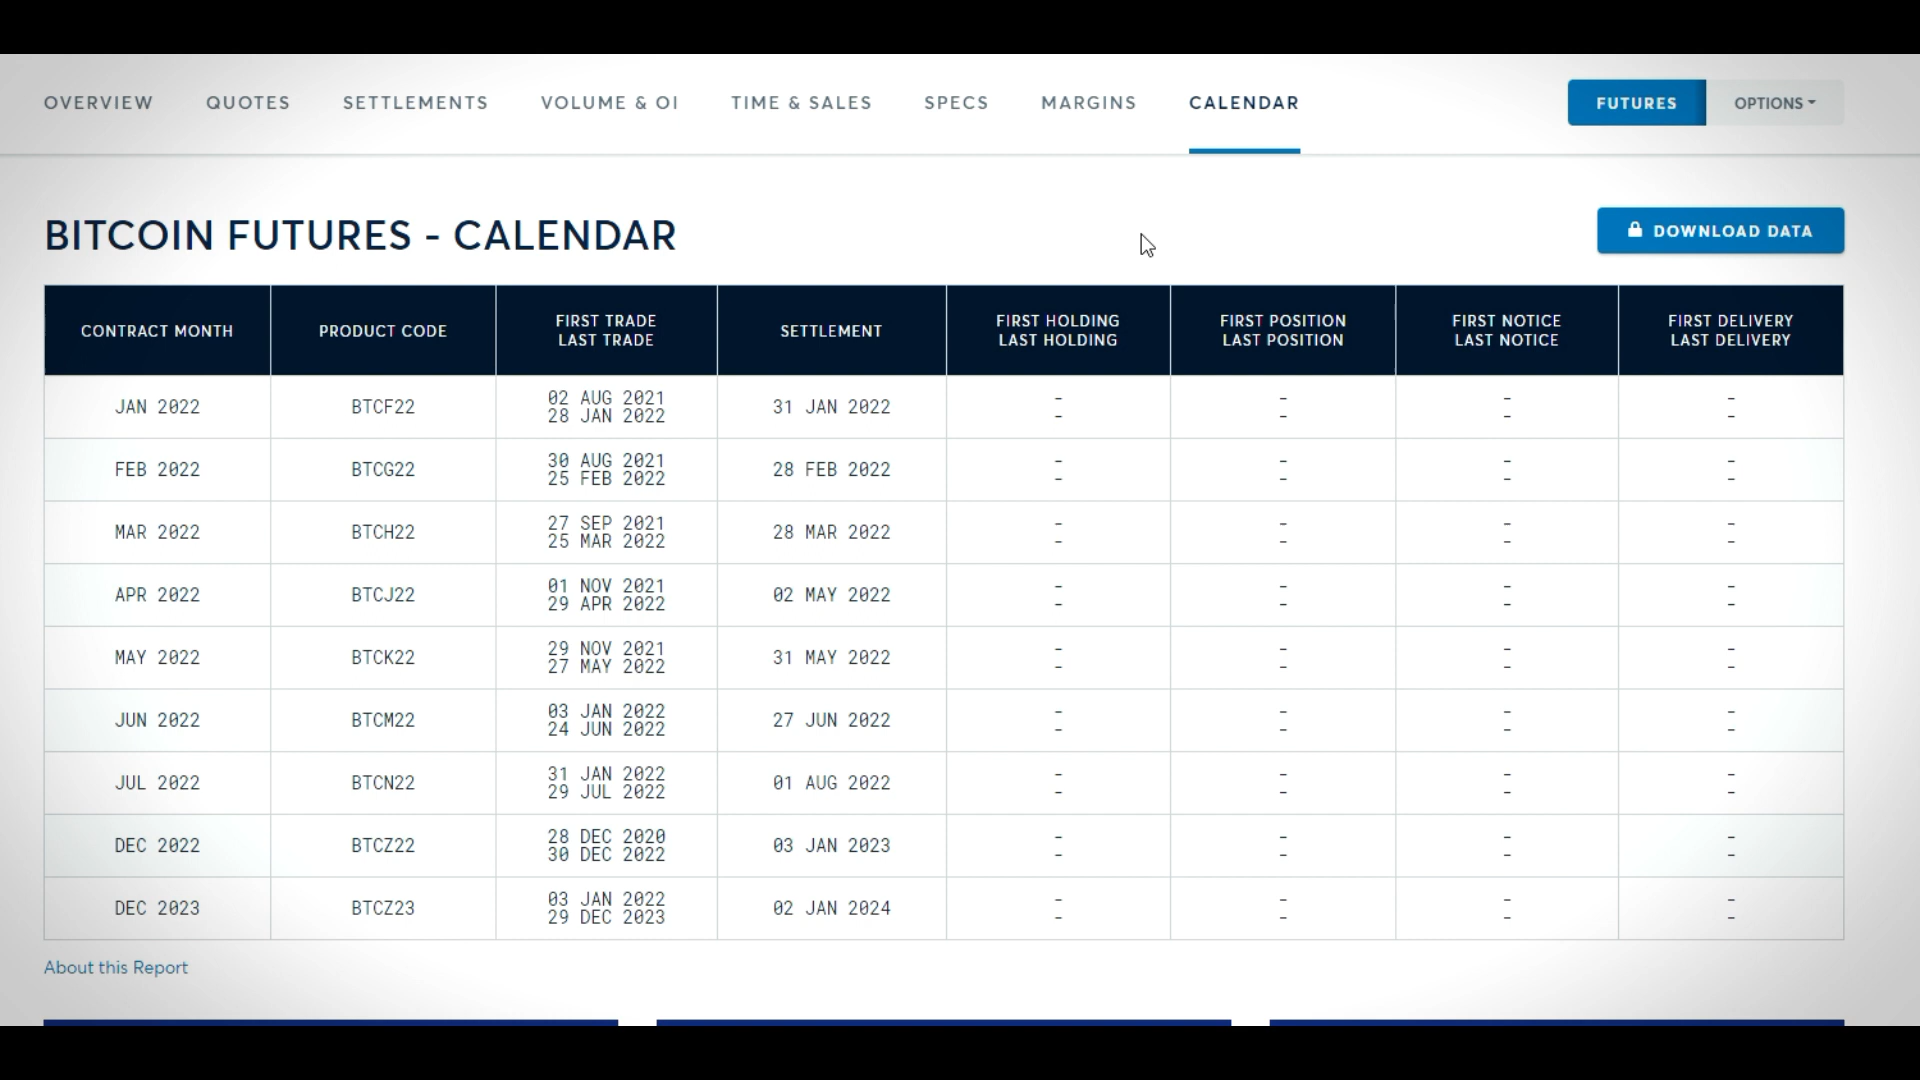 OVERVIEW QUOTES SETTLEMENTS VOLUME & OI TIME & SALES SPECS MARGINS CALENDAR FUTURES OPTIONS
BITCOIN FUTURES - CALENDAR
DOWNLOAD DATA
CONTRACT MONTH PRODUCT CODE FIRST TRADE LAST TRADE SETTLEMENT FIRST HOLDING LAST HOLDING FIRST POSITION LAST POSITION FIRST NOTICE LAST NOTICE FIRST DELIVERY LAST DELIVERY
JAN 2022 BTCF22 02 AUG 2021 28 JAN 2022 31 JAN 2022 - - - - - - - -
FEB 2022 BTCG22 30 AUG 2021 25 FEB 2022 28 FEB 2022 - - - - - - - -
MAR 2022 BTCH22 27 SEP 2021 25 MAR 2022 28 MAR 2022 - - - - - - - -
APR 2022 BTCJ22 01 NOV 2021 29 APR 2022 02 MAY 2022 - - - - - - - -
MAY 2022 BTCK22 29 NOV 2021 27 MAY 2022 31 MAY 2022 - - - - - - - -
JUN 2022 BTCM22 03 JAN 2022 24 JUN 2022 27 JUN 2022 - - - - - - - -
JUL 2022 BTCN22 31 JAN 2022 29 JUL 2022 01 AUG 2022 - - - - - - - -
DEC 2022 BTCZ22 28 DEC 2020 30 DEC 2022 03 JAN 2023 - - - - - - - -
DEC 2023 BTCZ23 03 JAN 2022 29 DEC 2023 02 JAN 2024 - - - - - - - -
About this Report